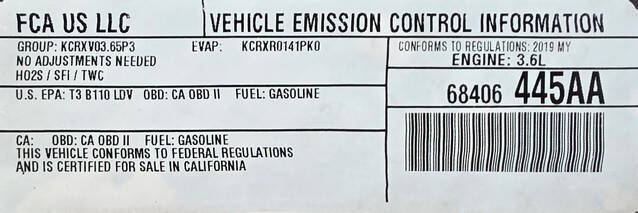 FCA US LLC VEHICLE EMISSION CONTROL INFORMATION
GROUP: KCRXV03.65P3 EVAP: KCRXR0141PK0
NO ADJUSTMENTS NEEDED
HO2S / SFI / TWC
CONFORMS TO REGULATIONS: 2019 MY
ENGINE: 3.6L
U.S. EPA: T3 B110 LDV OBD: CA OBD II FUEL: GASOLINE
68406 445AA
CA: OBD: CA OBD II FUEL: GASOLINE
THIS VEHICLE CONFORMS TO FEDERAL REGULATIONS
AND IS CERTIFIED FOR SALE IN CALIFORNIA